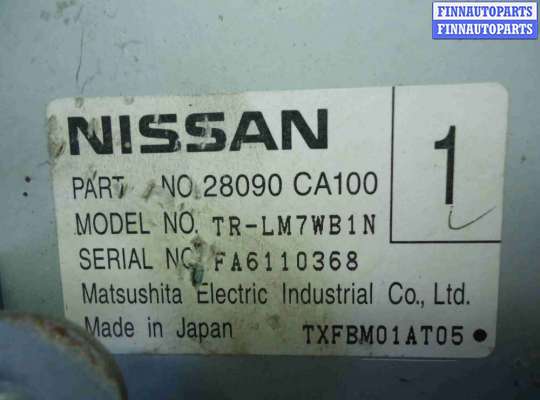 FINNAUTOPARTS
FINNAUTOPARTS
NISSAN
1
PART NO. 28090 CA100
MODEL NO. TR-LM7WB1N
SERIAL NO. FA6110368
Matsushita Electric Industrial Co., Ltd.
Made in Japan TXFBM01AT05